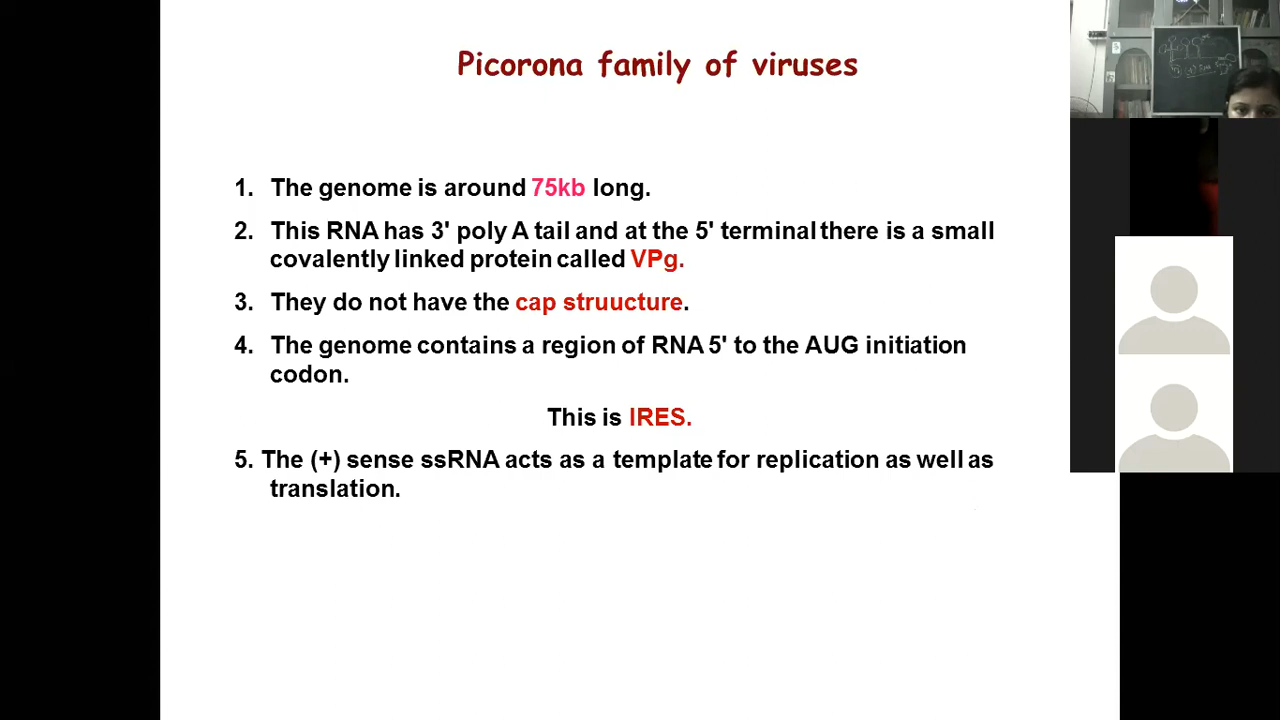 Picorona family of viruses
1. The genome is around 75kb long.
2. This RNA has 3' poly A tail and at the 5' terminal there is a small
covalently linked protein called VPg.
3. They do not have the cap struucture.
4. The genome contains a region of RNA 5' to the AUG initiation
codon.
This is IRES.
5. The (+) sense ssRNA acts as a template for replication as well as
translation.